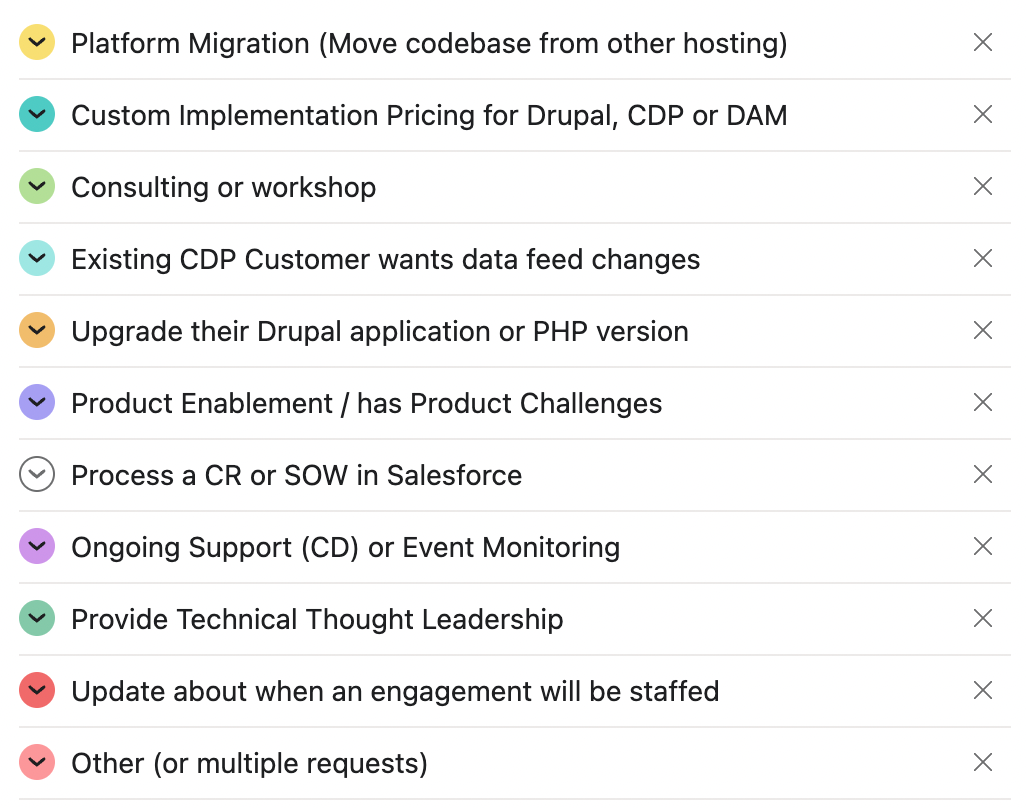 Platform Migration (Move codebase from other hosting)
Custom Implementation Pricing for Drupal, CDP or DAM
Consulting or workshop
Existing CDP Customer wants data feed changes
Upgrade their Drupal application or PHP version
Product Enablement / has Product Challenges
Process a CR or SOW in Salesforce
Ongoing Support (CD) or Event Monitoring
Provide Technical Thought Leadership
Update about when an engagement will be staffed
Other (or multiple requests)